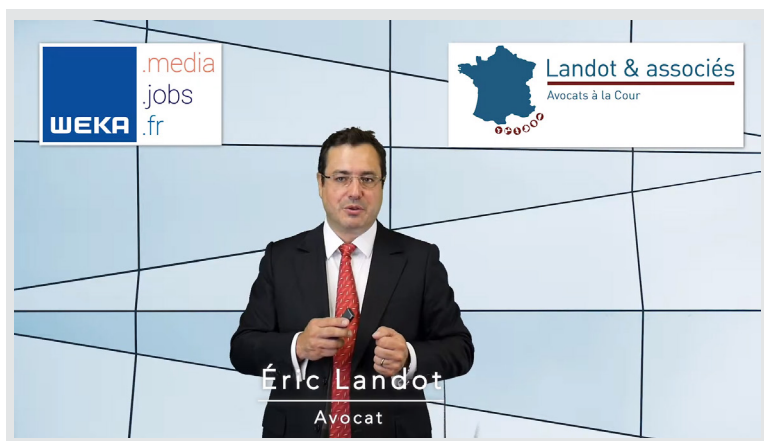 .media
.jobs
WEKA .fr
Landot & associés
Avocats à la Cour
Éric Landot
Avocat